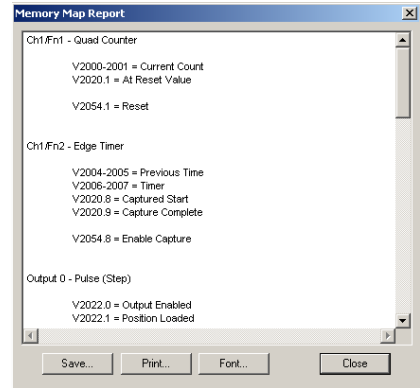 Memory Map Report
Ch1/Fn1 - Quad Counter
V2000-2001 = Current Count
V2020.1 = At Reset Value
V2054.1 = Reset
Ch1/Fn2 - Edge Timer
V2004-2005 = Previous Time
V2006-2007 = Timer
V2020.8 = Captured Start
V2020.9 = Capture Complete
V2054.8 = Enable Capture
Output 0 - Pulse (Step)
V2022.0 = Output Enabled
V2022.1 = Position Loaded
Save... Print... Font... Close